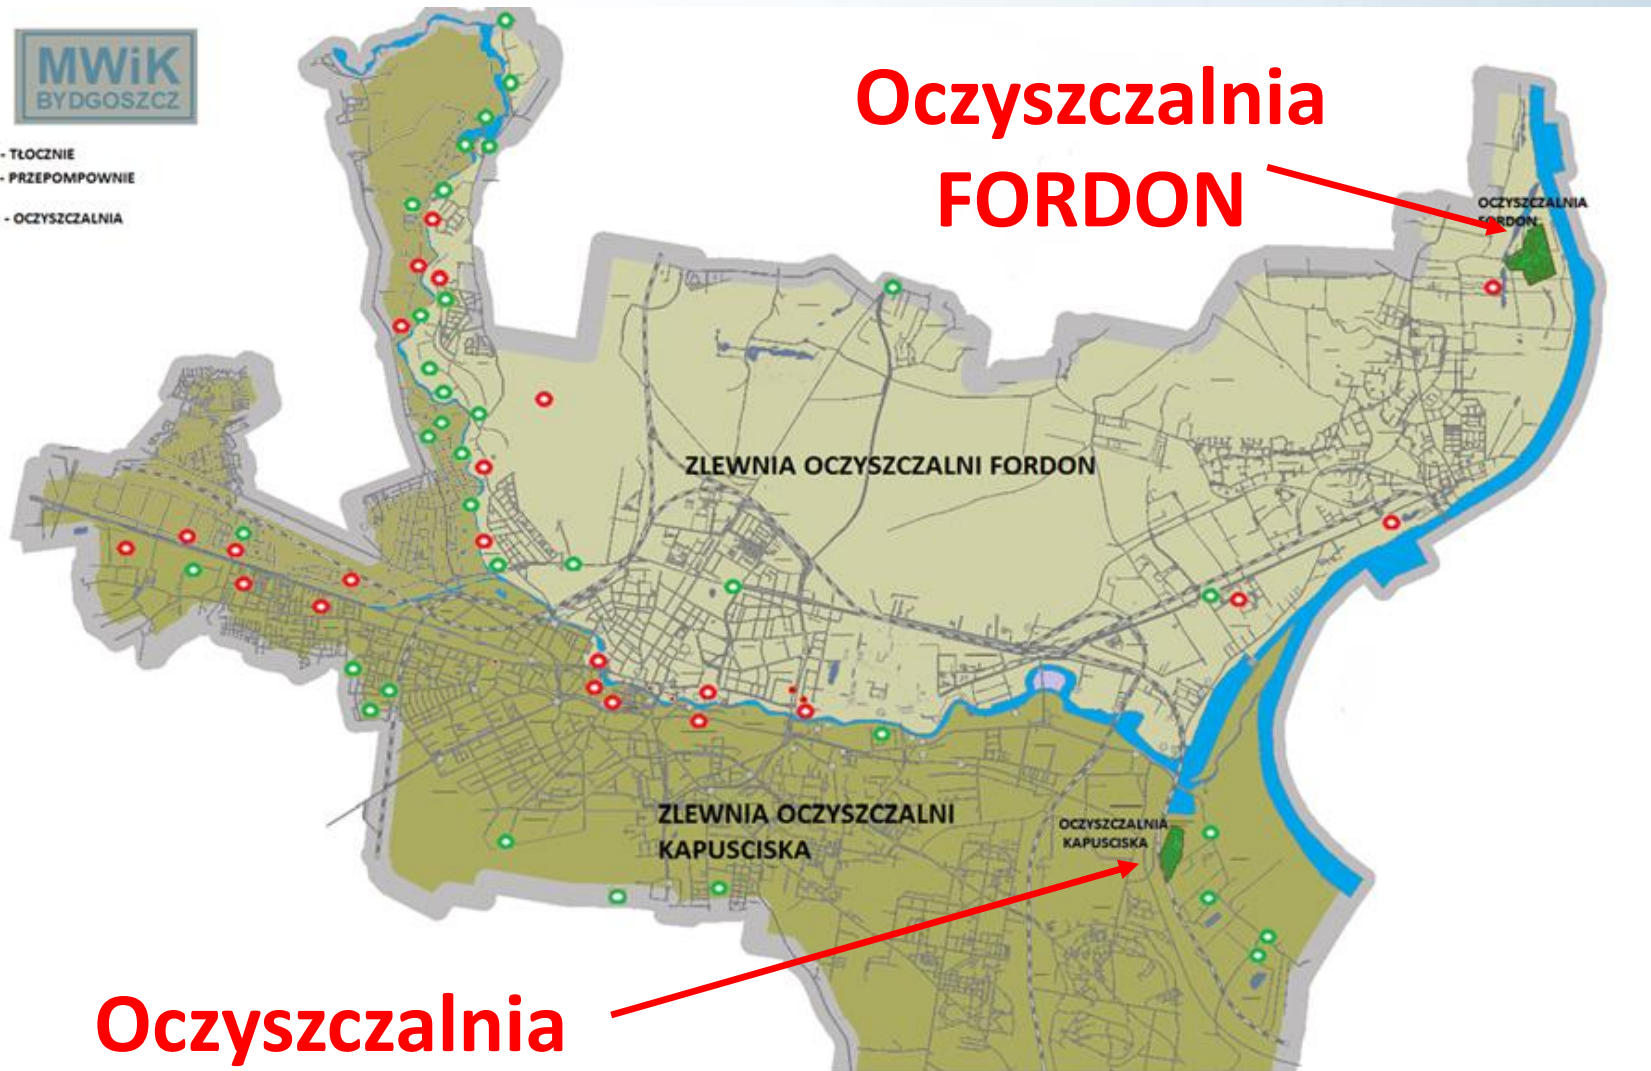 MWiK
BYDGOSZCZ
- TŁOCZNIE
- PRZEPOMPOWNIE
- OCZYSZCZALNIA
Oczyszczalnia
FORDON
OCZYSZCZALNIA
FORDON
ZLEWNIA OCZYSZCZALNI FORDON
ZLEWNIA OCZYSZCZALNI
KAPUSCISKA
OCZYSZCZALNIA
KAPUSCISKA
Oczyszczalnia